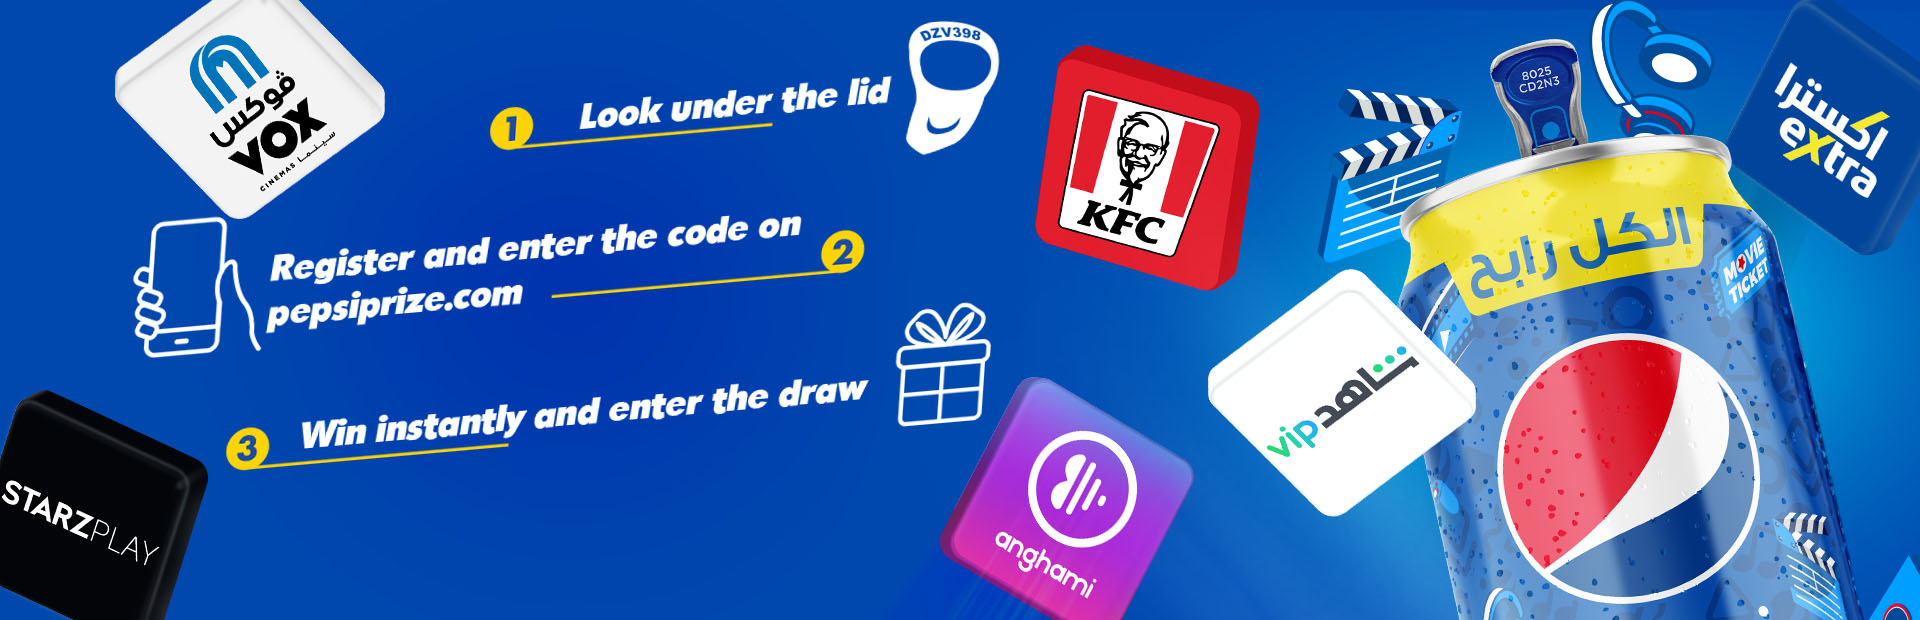 ڤوكس
VOX
سينما
CINEMAS
1 Look under the lid
DZV398
Register and enter the code on 2
pepsiprize.com
3 Win instantly and enter the draw
STARZPLAY
KFC
anghami
شاهد
vip
8025
CD2N3
الكل رابح
MOVIE
TICKET
اكسترا
extra